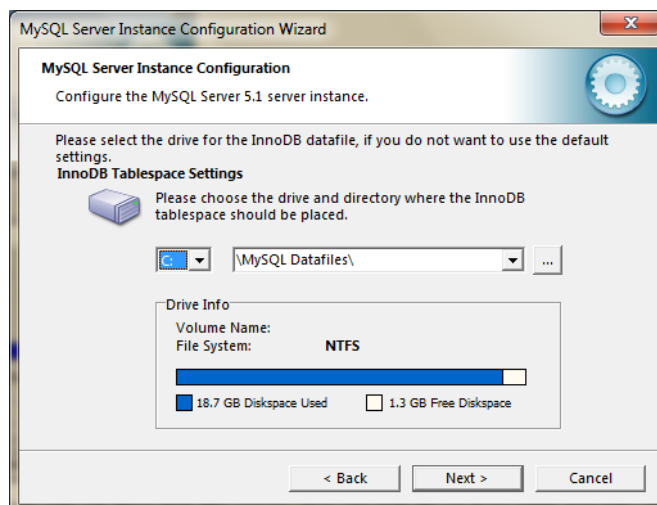 MySQL Server Instance Configuration Wizard
MySQL Server Instance Configuration
Configure the MySQL Server 5.1 server instance.
Please select the drive for the InnoDB datafile, if you do not want to use the default
settings.
InnoDB Tablespace Settings
Please choose the drive and directory where the InnoDB
tablespace should be placed.
C: \MySQL Datafiles\ ...
Drive Info
Volume Name:
File System: NTFS
18.7 GB Diskspace Used 1.3 GB Free Diskspace
< Back Next > Cancel